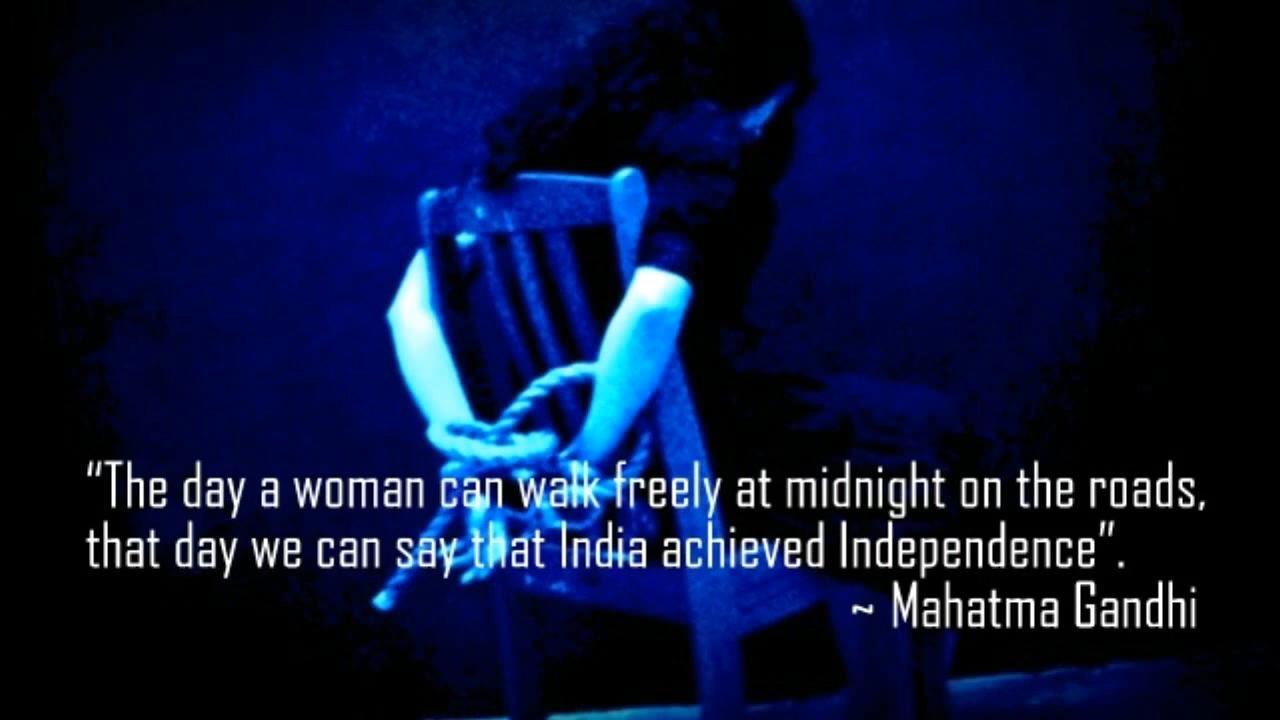 “The day a woman can walk freely at midnight on the roads,
that day we can say that India achieved Independence”.
~ Mahatma Gandhi